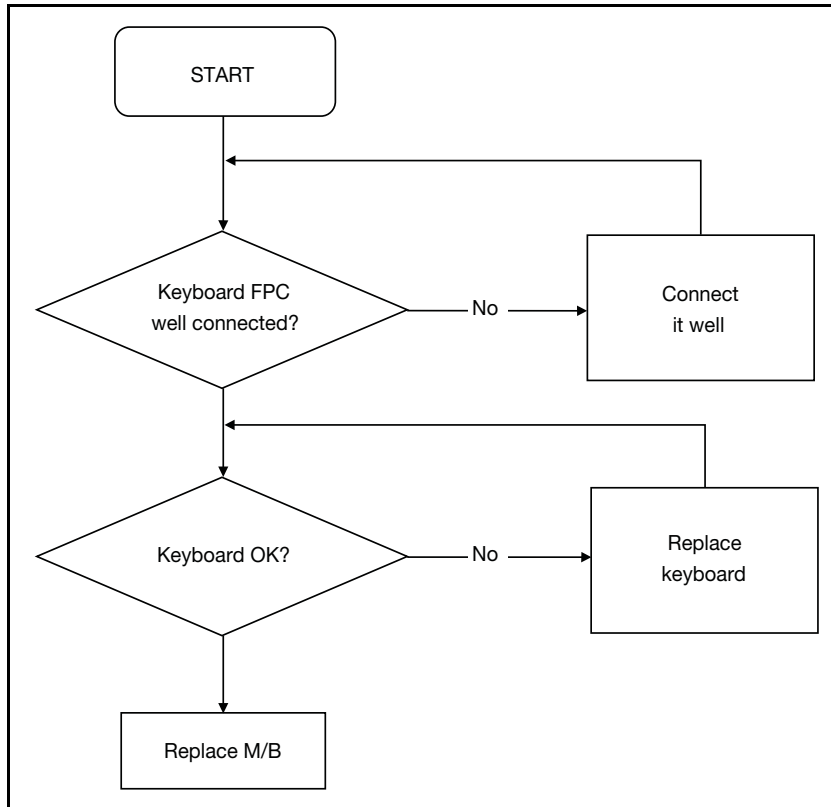 START
Keyboard FPC
well connected?
No
Connect
it well
Keyboard OK?
No
Replace
keyboard
Replace M/B